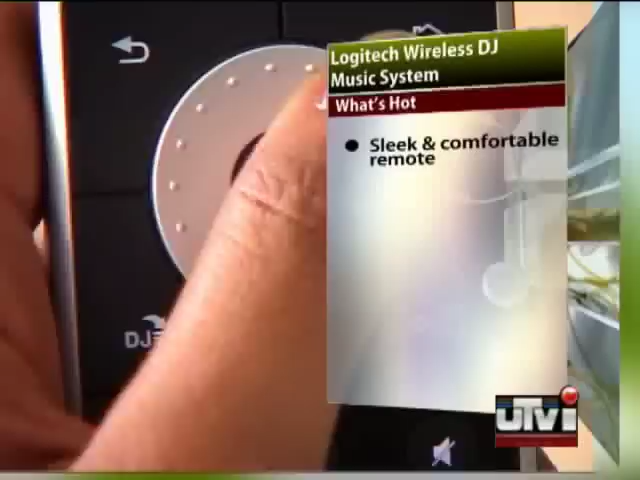 Logitech Wireless DJ
Music System
What's Hot
● Sleek & comfortable
remote
DJ
UTVi